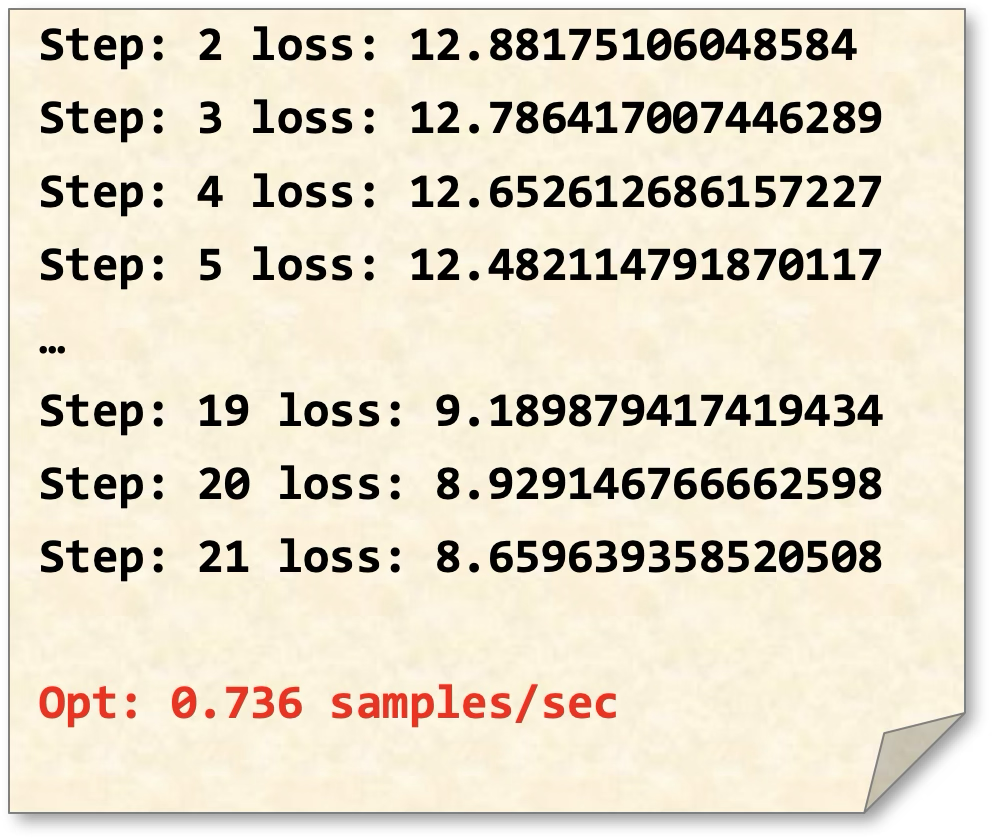 Step: 2 loss: 12.88175106048584
Step: 3 loss: 12.786417007446289
Step: 4 loss: 12.652612686157227
Step: 5 loss: 12.482114791870117
…
Step: 19 loss: 9.189879417419434
Step: 20 loss: 8.929146766662598
Step: 21 loss: 8.659639358520508
Opt: 0.736 samples/sec